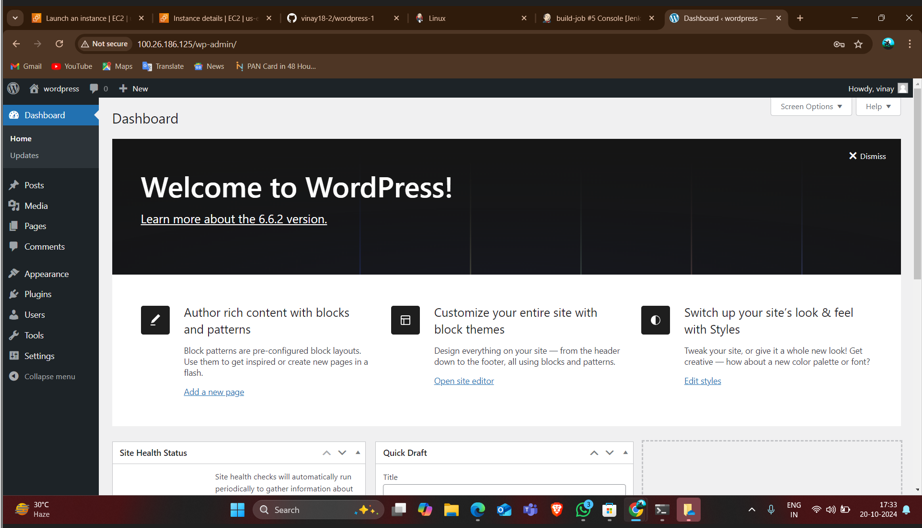 Launch an instance | EC2 |
Instance details | EC2 | us-e
vinay18-2/wordpress-1
Linux
build-job #5 Console [Jenki
Dashboard ‹ wordpress —
Not secure
100.26.186.125/wp-admin/
Gmail
YouTube
Maps
Translate
News
PAN Card in 48 Hou...
wordpress
0
New
Howdy, vinay
Dashboard
Home
Updates
Posts
Media
Pages
Comments
Appearance
Plugins
Users
Tools
Settings
Collapse menu
Screen Options
Help
Dashboard
Dismiss
Welcome to WordPress!
Learn more about the 6.6.2 version.
Author rich content with blocks
and patterns
Block patterns are pre-configured block layouts.
Use them to get inspired or create new pages in a
flash.
Add a new page
Customize your entire site with
block themes
Design everything on your site — from the header
down to the footer, all using blocks and patterns.
Open site editor
Switch up your site's look & feel
with Styles
Tweak your site, or give it a whole new look! Get
creative — how about a new color palette or font?
Edit styles
Site Health Status
Site health checks will automatically run
periodically to gather information about
Quick Draft
Title
30°C
Haze
Search
ENG
IN
17:33
20-10-2024